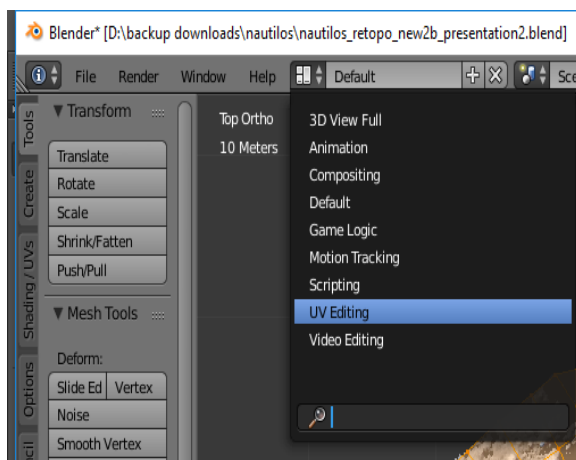 Blender* [D:\backup downloads\nautilos\nautilos_retopo_new2b_presentation2.blend]
File Render Window Help Default Sce
Tools
Create
Shading / UVs
Options
Transform
Translate
Rotate
Scale
Shrink/Fatten
Push/Pull
Mesh Tools
Deform:
Slide Ed Vertex
Noise
Smooth Vertex
Top Ortho
10 Meters
3D View Full
Animation
Compositing
Default
Game Logic
Motion Tracking
Scripting
UV Editing
Video Editing